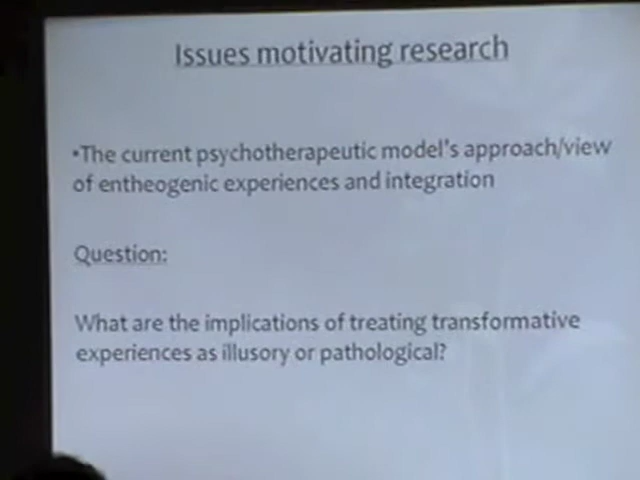 Issues motivating research
•The current psychotherapeutic model's approach/view
of entheogenic experiences and integration
Question:
What are the implications of treating transformative
experiences as illusory or pathological?